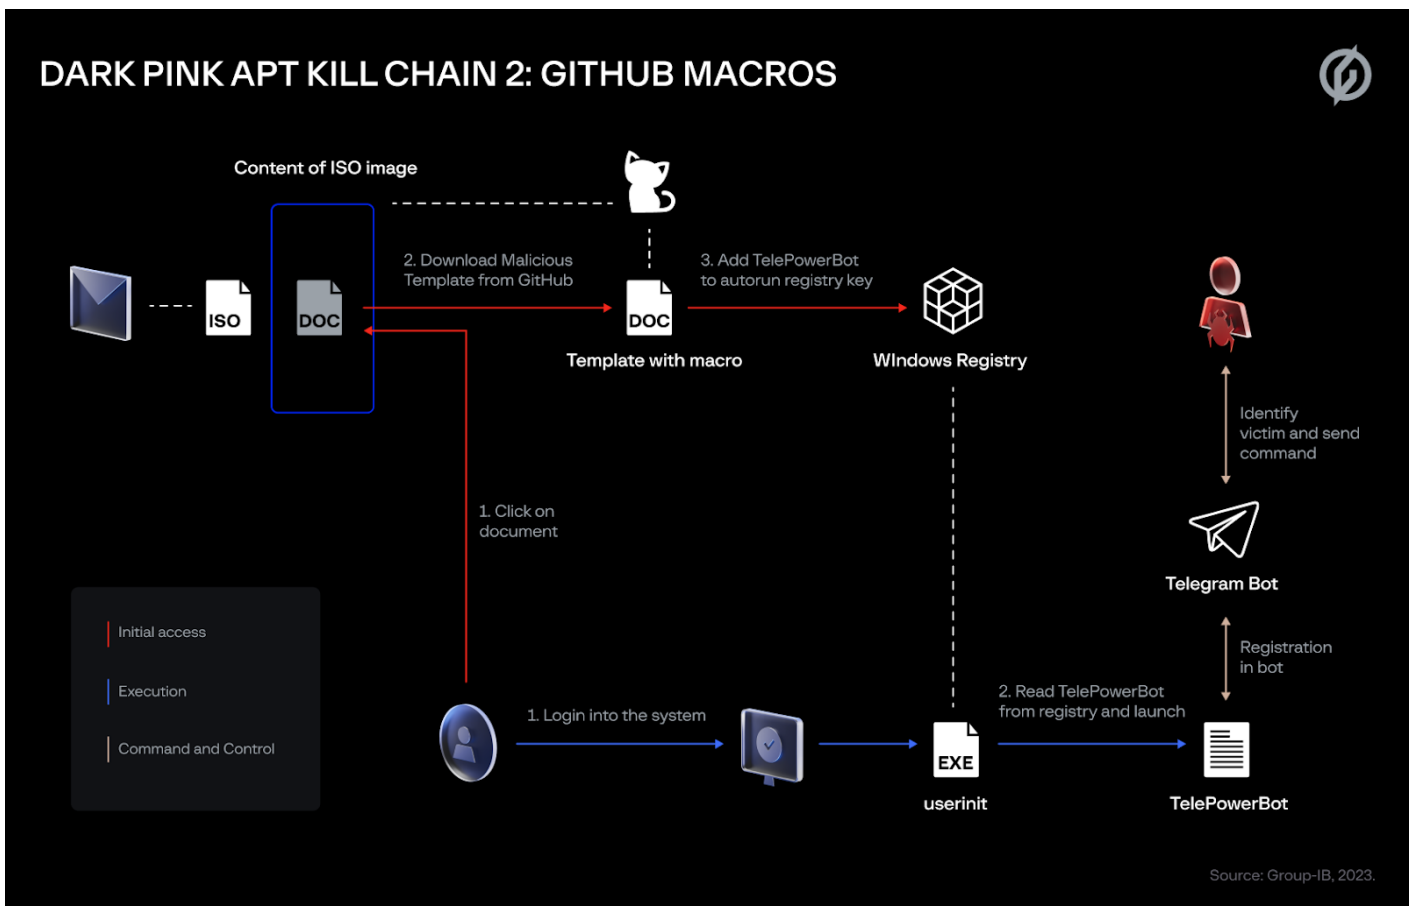 DARK PINK APT KILL CHAIN 2: GITHUB MACROS
Content of ISO image
2. Download Malicious
Template from GitHub
3. Add TelePowerBot
to autorun registry key
ISO
DOC
DOC
Template with macro
WIndows Registry
Identify
victim and send
command
1. Click on
document
Telegram Bot
Initial access
Execution
Command and Control
Registration
in bot
1. Login into the system
2. Read TelePowerBot
from registry and launch
EXE
userinit
TelePowerBot
Source: Group-IB, 2023.